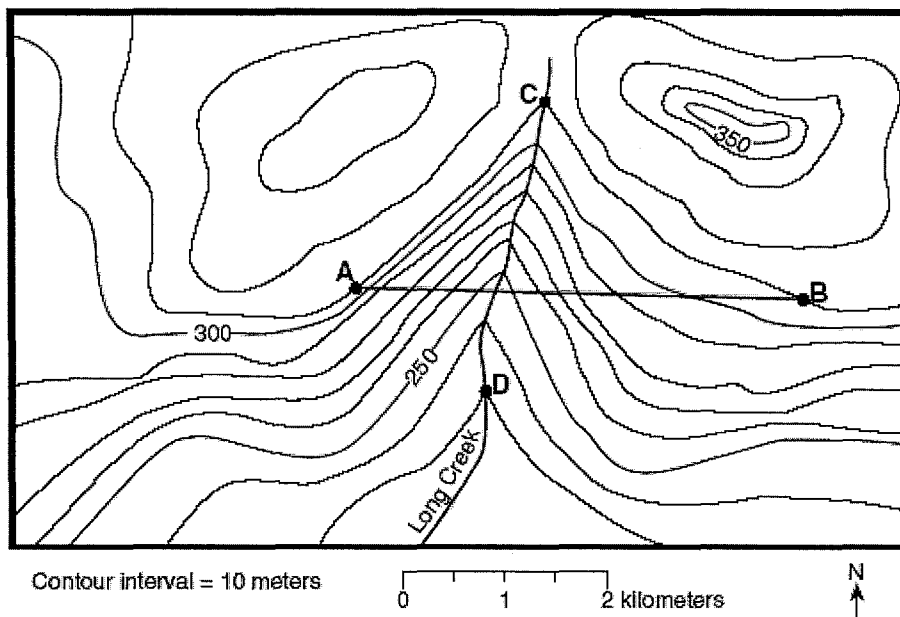 C
350
A
B
300
250
D
Long Creek
Contour interval = 10 meters
0 1 2 kilometers
N